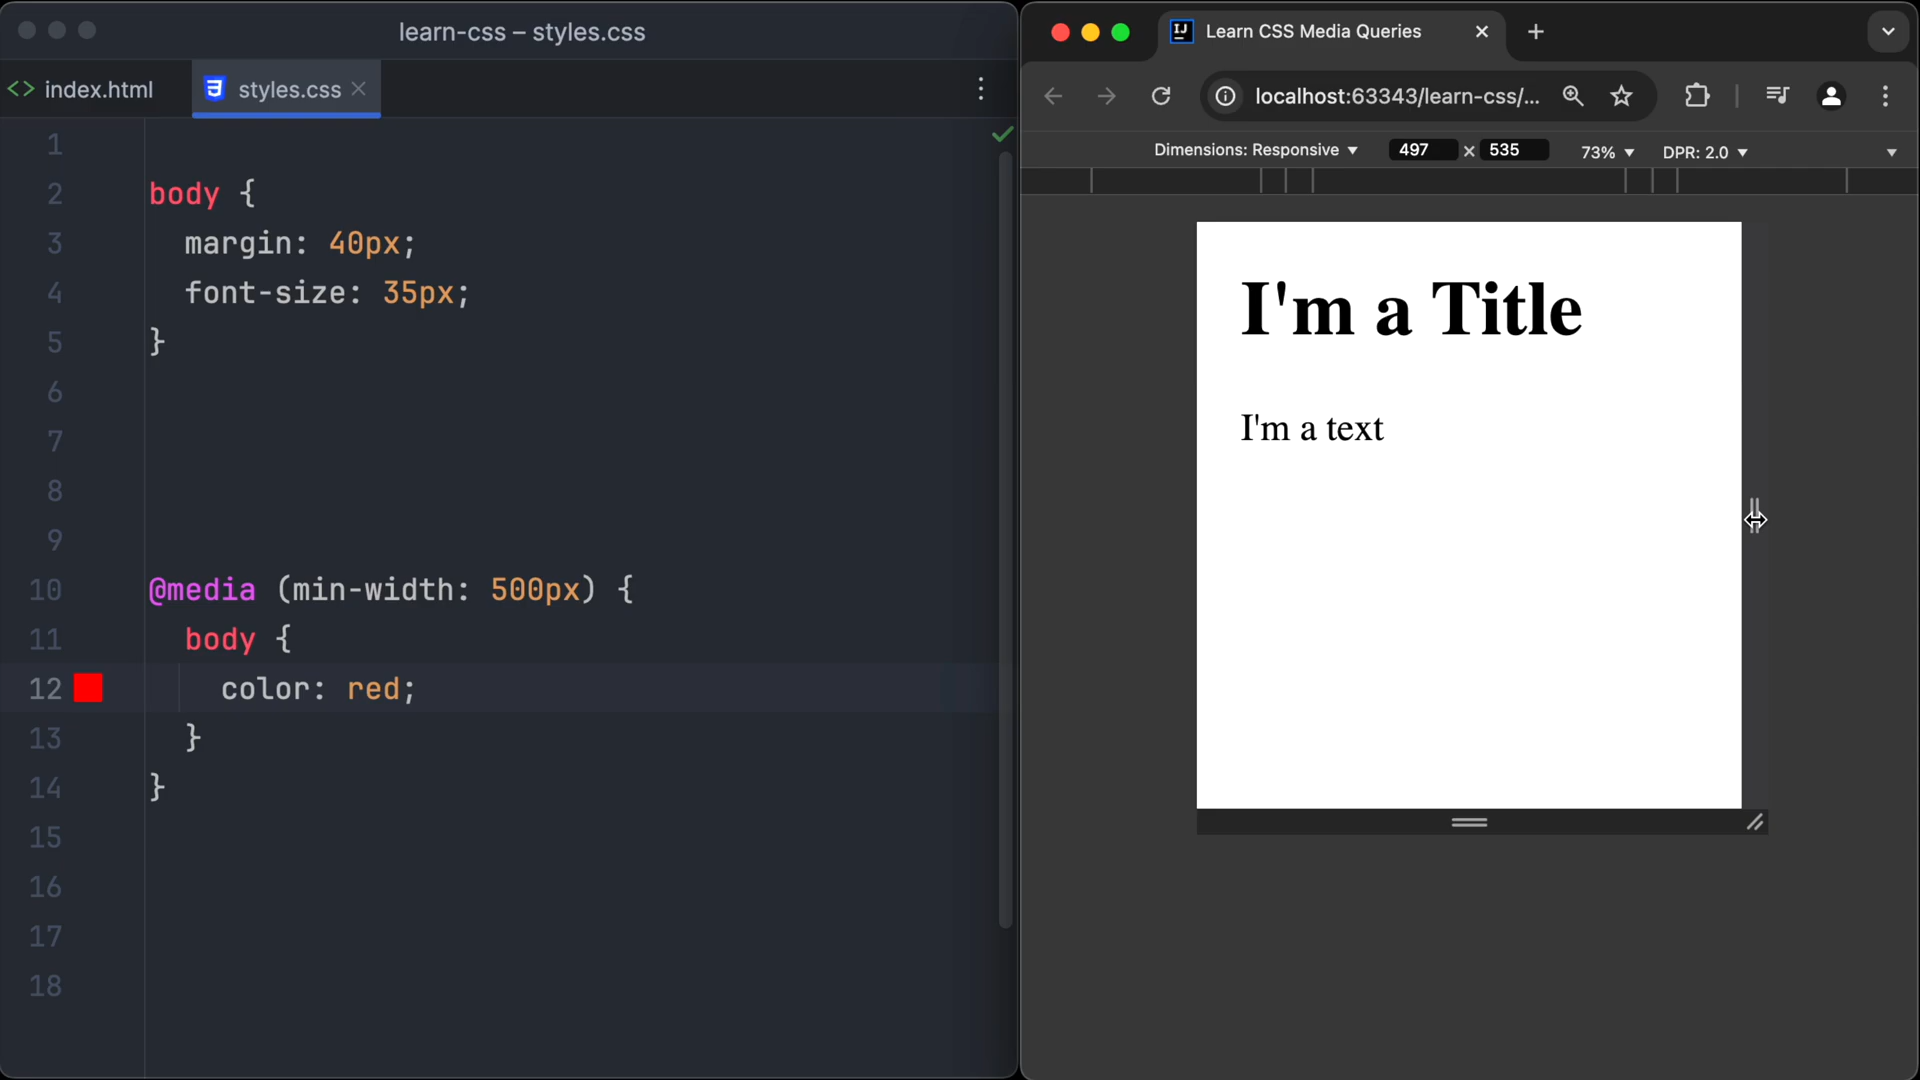 learn-css – styles.css
index.html
styles.css
1
2 body {
3 margin: 40px;
4 font-size: 35px;
5 }
6
7
8
9
10 @media (min-width: 500px) {
11 body {
12 color: red;
13 }
14 }
15
16
17
18
Learn CSS Media Queries
localhost:63343/learn-css/...
Dimensions: Responsive 497 x 535 73% DPR: 2.0
I'm a Title
I'm a text